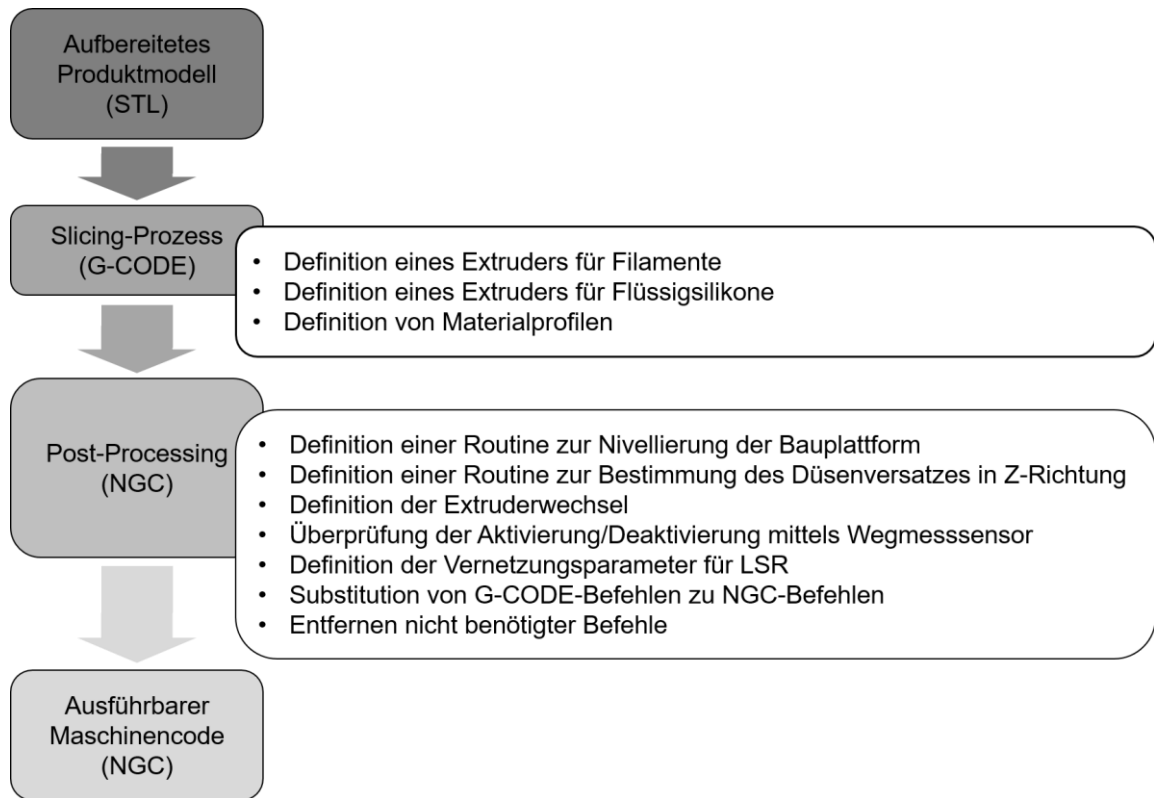 Aufbereitetes
Produktmodell
(STL)
Slicing-Prozess
(G-CODE)
• Definition eines Extruders für Filamente
• Definition eines Extruders für Flüssigsilikone
• Definition von Materialprofilen
Post-Processing
(NGC)
• Definition einer Routine zur Nivellierung der Bauplattform
• Definition einer Routine zur Bestimmung des Düsenversatzes in Z-Richtung
• Definition der Extruderwechsel
• Überprüfung der Aktivierung/Deaktivierung mittels Wegmesssensor
• Definition der Vernetzungsparameter für LSR
• Substitution von G-CODE-Befehlen zu NGC-Befehlen
• Entfernen nicht benötigter Befehle
Ausführbarer
Maschinencode
(NGC)